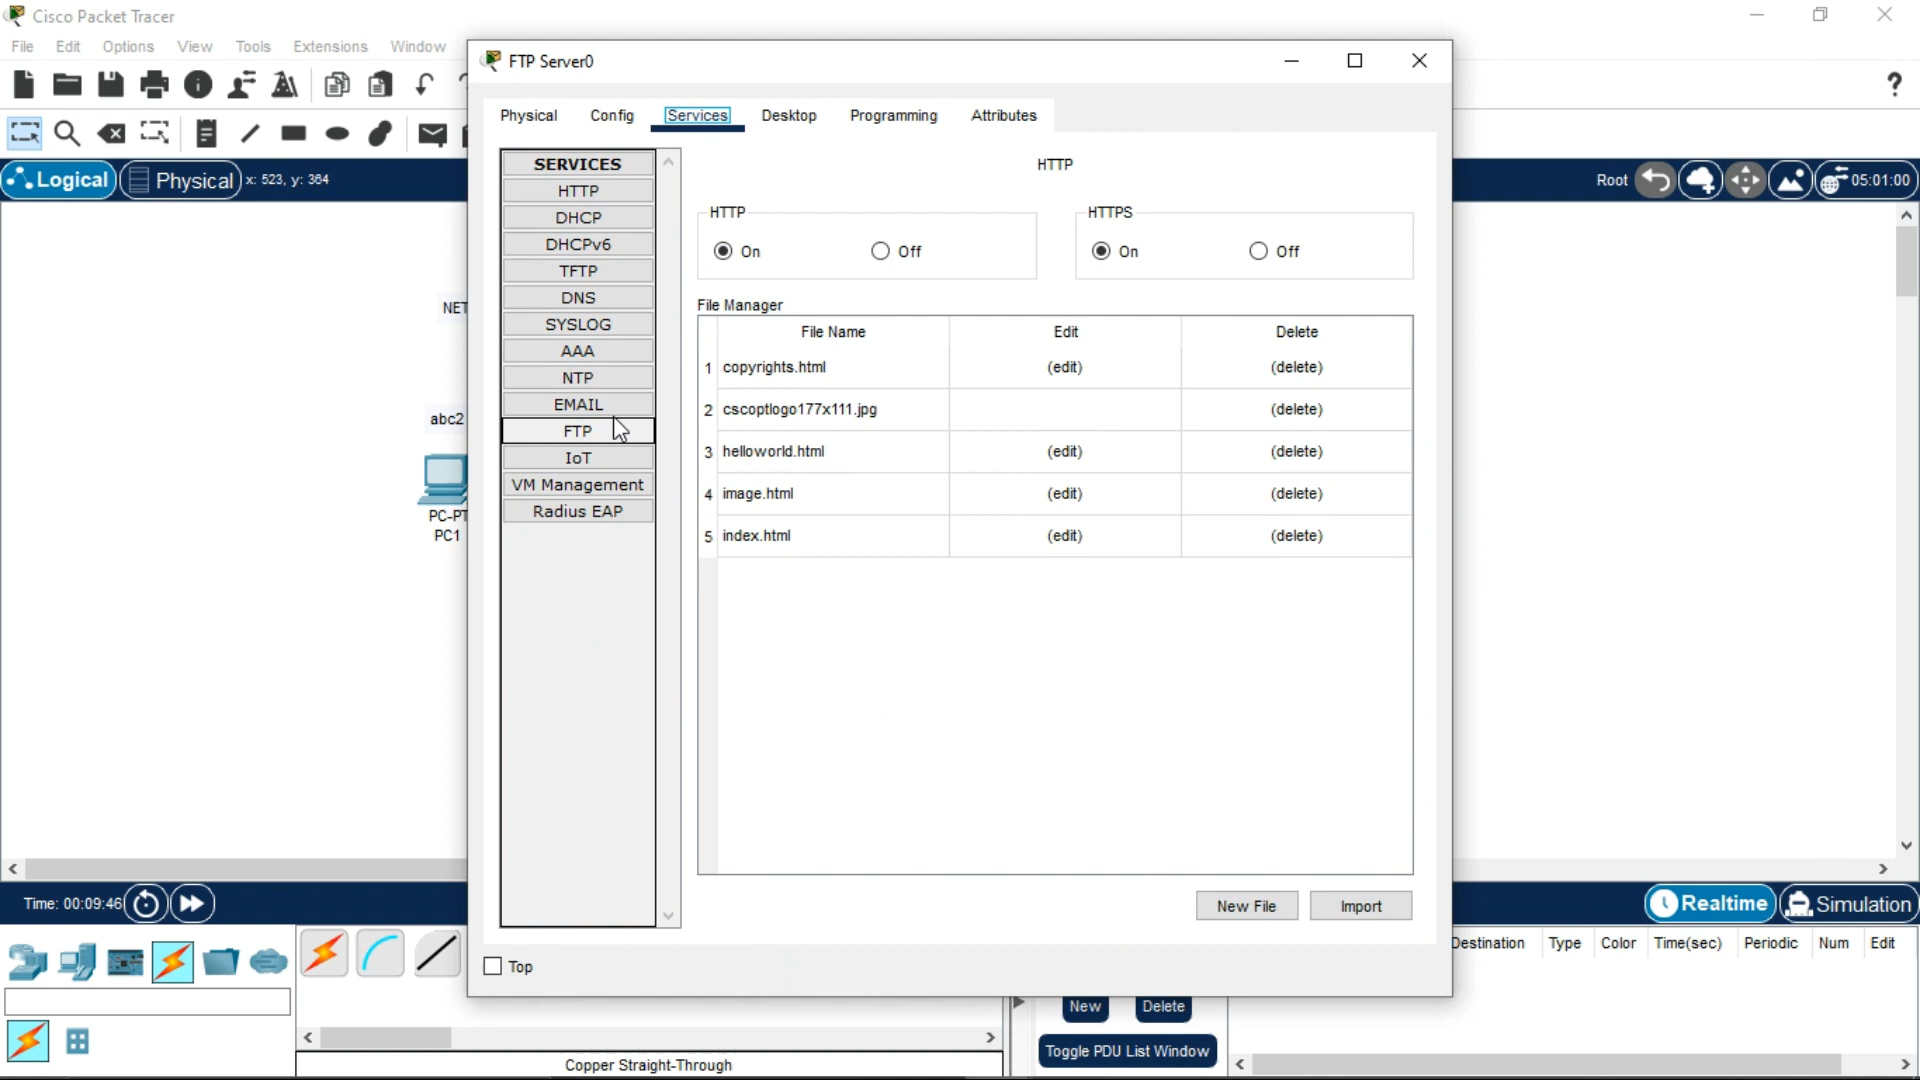 Cisco Packet Tracer
File Edit Options View Tools Extensions Window
FTP Server0
Physical Config Services Desktop Programming Attributes
Logical Physical x: 523, y: 364
Root 05:01:00
SERVICES
HTTP
DHCP
DHCPv6
TFTP
DNS
SYSLOG
AAA
NTP
EMAIL
FTP
IoT
VM Management
Radius EAP
HTTP
HTTP HTTPS
On Off On Off
File Manager
File Name Edit Delete
1 copyrights.html (edit) (delete)
2 cscoptlogo177x111.jpg (delete)
3 helloworld.html (edit) (delete)
4 image.html (edit) (delete)
5 index.html (edit) (delete)
New File Import
Top
NET
abc2
PC-PT
PC1
Time: 00:09:46
Realtime Simulation
Destination Type Color Time(sec) Periodic Num Edit
New Delete
Toggle PDU List Window
Copper Straight-Through